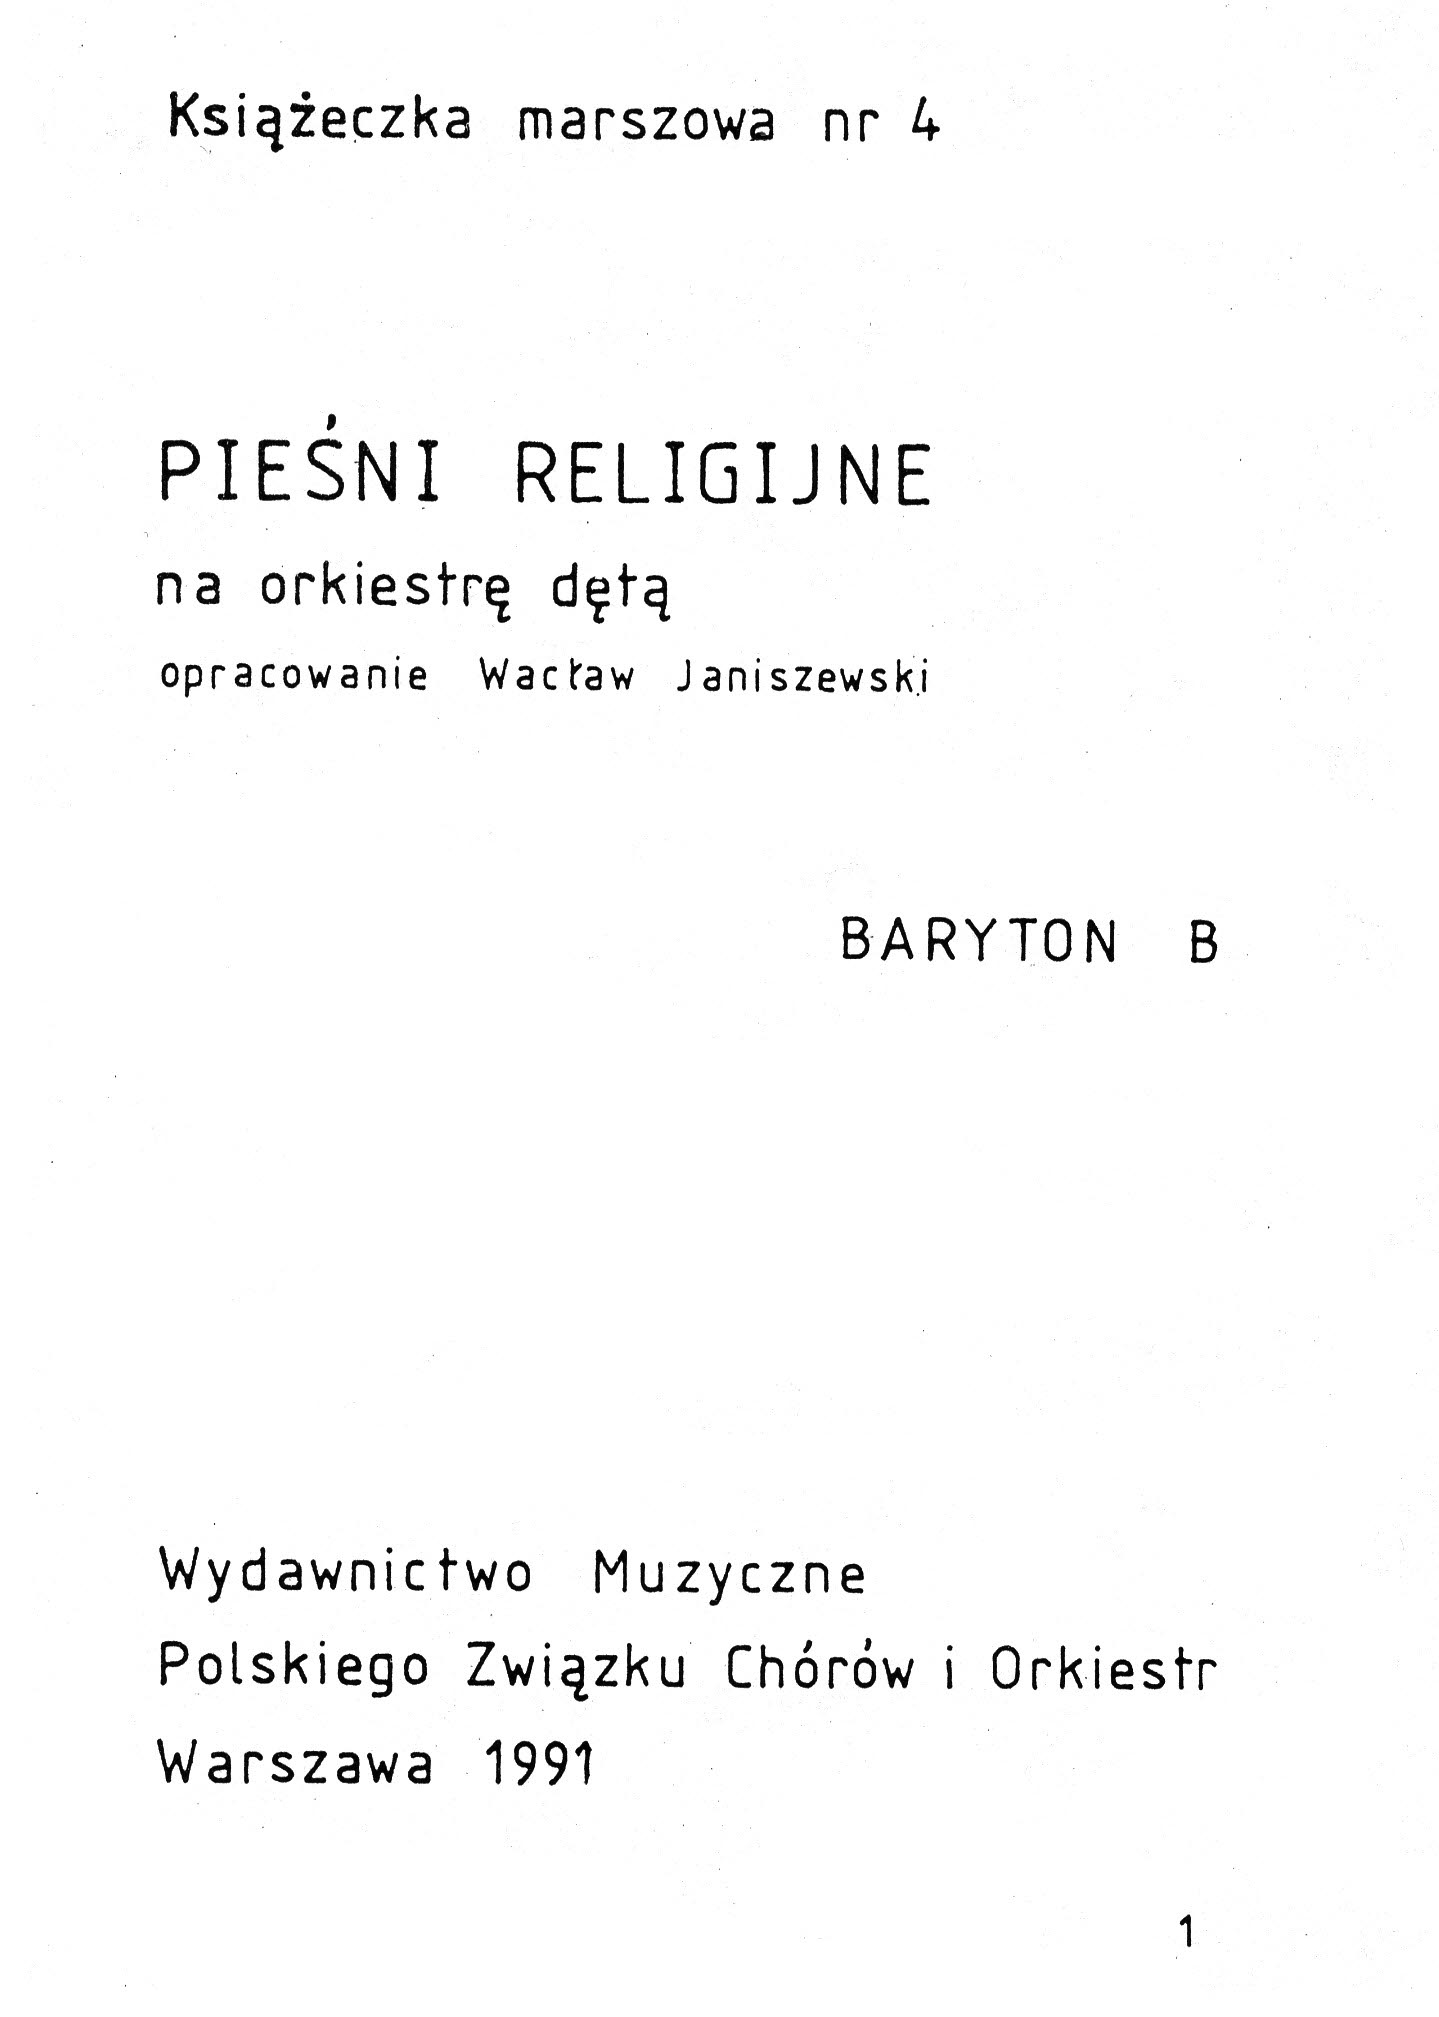 Książeczka marszowa nr 4
PIEŚNI RELIGIJNE
na orkiestrę dętą
opracowanie Wacław Janiszewski
BARYTON B
Wydawnictwo Muzyczne
Polskiego Związku Chórów i Orkiestr
Warszawa 1991
1